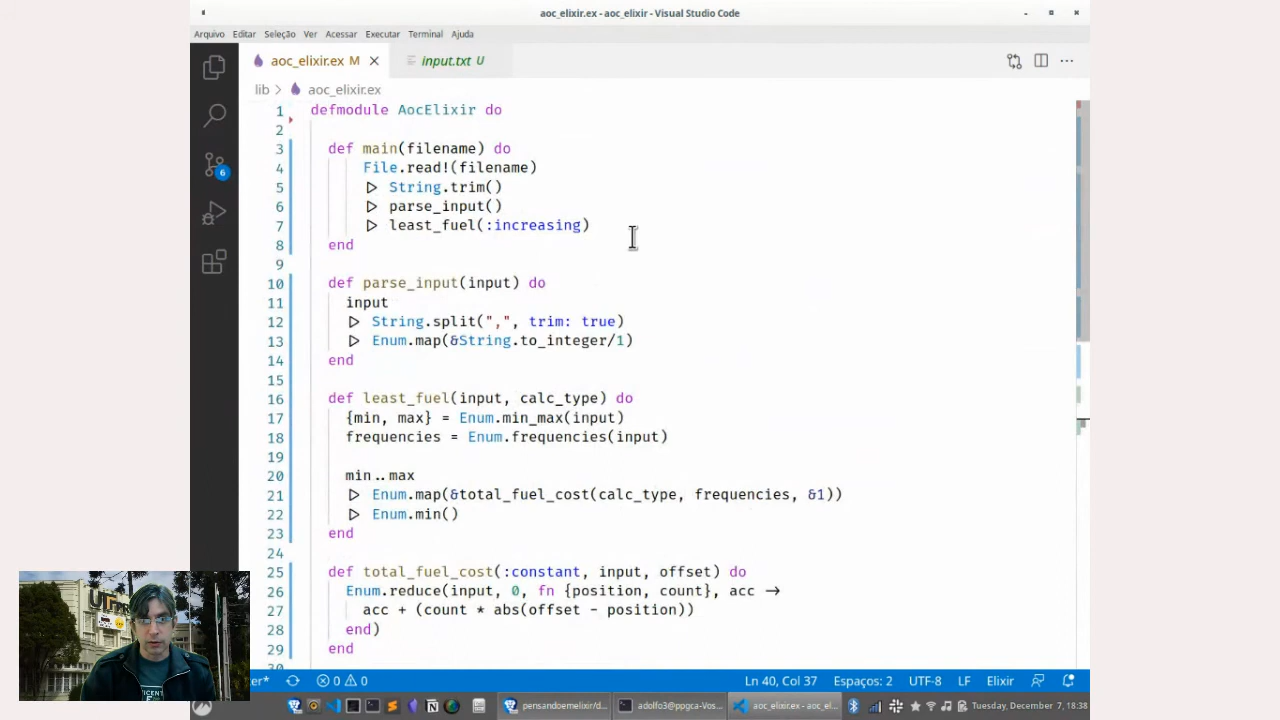 aoc_elixir.ex - aoc_elixir - Visual Studio Code
Arquivo Editar Seleção Ver Acessar Executar Terminal Ajuda
aoc_elixir.ex M
input.txt U
lib > aoc_elixir.ex
1 defmodule AocElixir do
2
3 def main(filename) do
4 File.read!(filename)
5 |> String.trim()
6 |> parse_input()
7 |> least_fuel(:increasing)
8 end
9
10 def parse_input(input) do
11 input
12 |> String.split(",", trim: true)
13 |> Enum.map(&String.to_integer/1)
14 end
15
16 def least_fuel(input, calc_type) do
17 {min, max} = Enum.min_max(input)
18 frequencies = Enum.frequencies(input)
19
20 min..max
21 |> Enum.map(&total_fuel_cost(calc_type, frequencies, &1))
22 |> Enum.min()
23 end
24
25 def total_fuel_cost(:constant, input, offset) do
26 Enum.reduce(input, 0, fn {position, count}, acc ->
27 acc + (count * abs(offset - position))
28 end)
29 end
30
6
er* 0 0 Ln 40, Col 37 Espaços: 2 UTF-8 LF Elixir
pensandoemelixir/d... adolfo3@ppgca-Vos... aoc_elixir.ex - aoc_el... Tuesday, December 7, 18:38